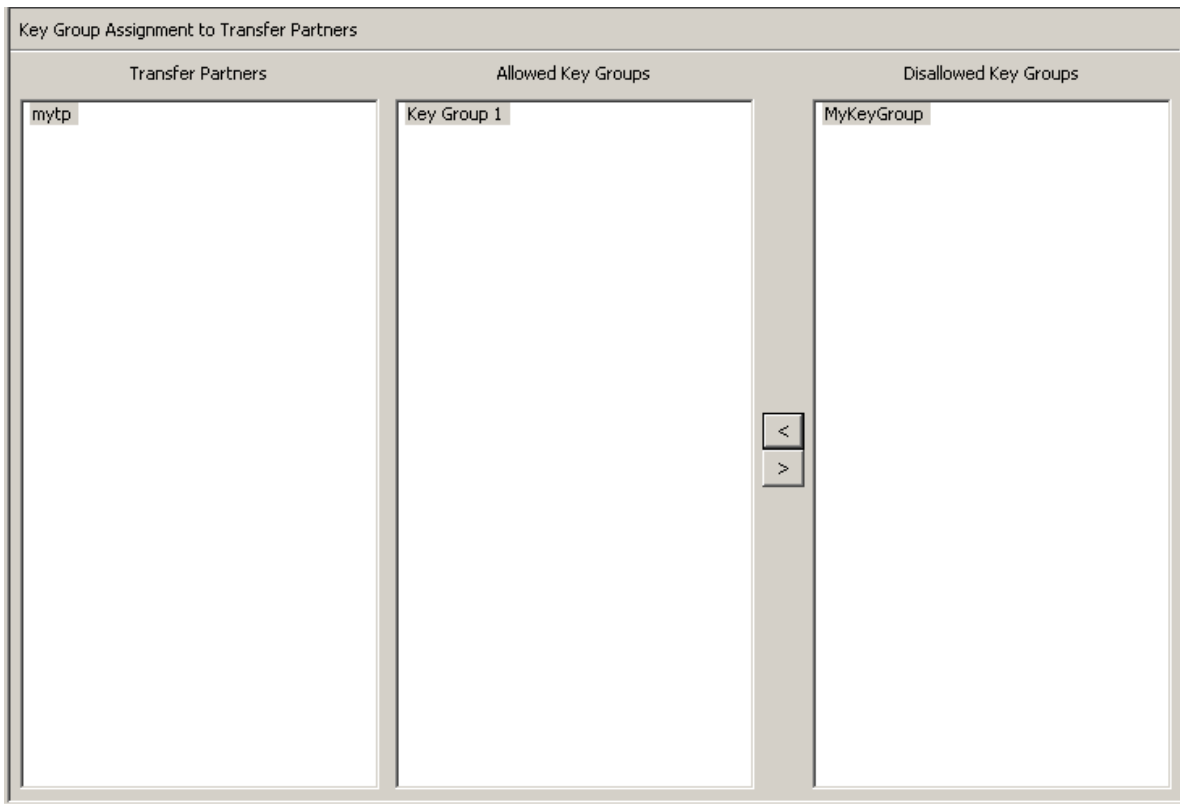 Key Group Assignment to Transfer Partners
Transfer Partners
Allowed Key Groups
Disallowed Key Groups
mytp
Key Group 1
MyKeyGroup
<
>